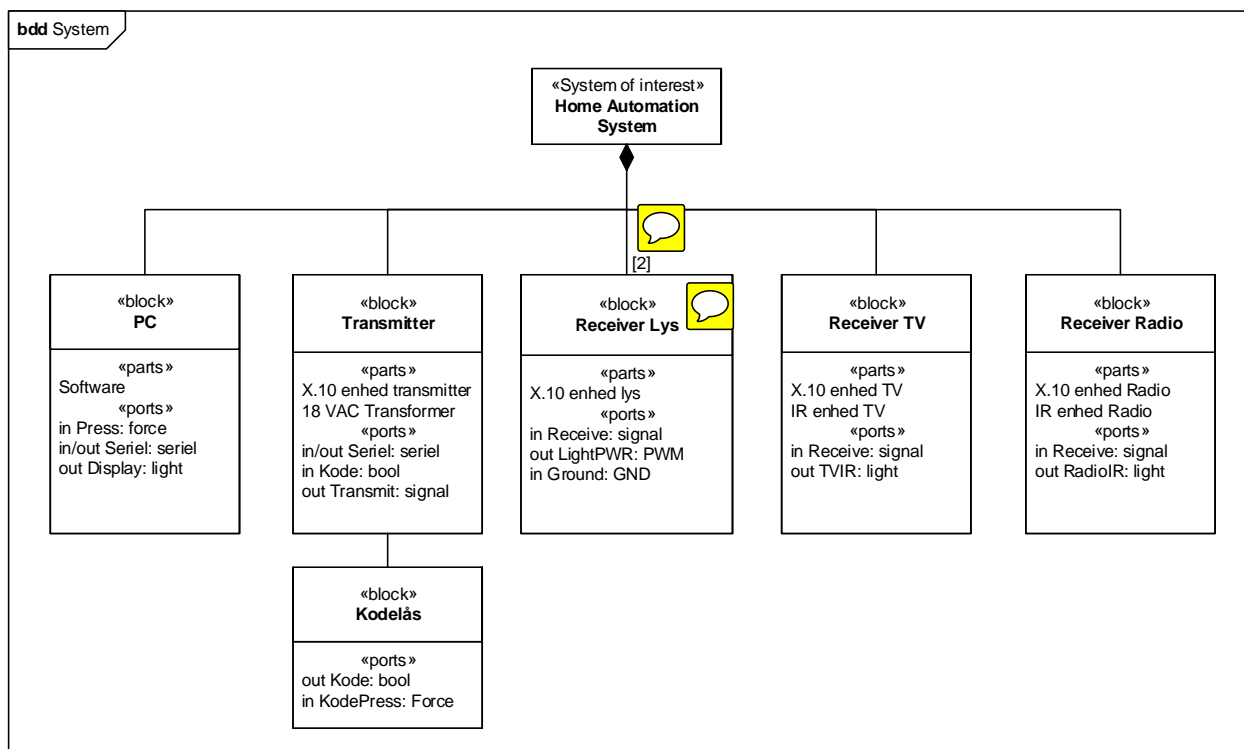 bdd System
«System of interest»
Home Automation
System
[2]
«block»
PC
«parts»
Software
«ports»
in Press: force
in/out Seriel: seriel
out Display: light
«block»
Transmitter
«parts»
X.10 enhed transmitter
18 VAC Transformer
«ports»
in/out Seriel: seriel
in Kode: bool
out Transmit: signal
«block»
Receiver Lys
«parts»
X.10 enhed lys
«ports»
in Receive: signal
out LightPWR: PWM
in Ground: GND
«block»
Receiver TV
«parts»
X.10 enhed TV
IR enhed TV
«ports»
in Receive: signal
out TVIR: light
«block»
Receiver Radio
«parts»
X.10 enhed Radio
IR enhed Radio
«ports»
in Receive: signal
out RadioIR: light
«block»
Kodelås
«ports»
out Kode: bool
in KodePress: Force